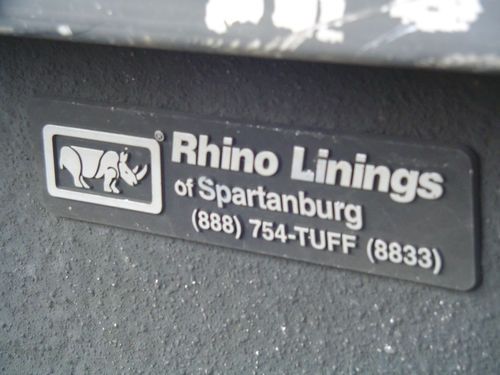 Rhino Linings
of Spartanburg
(888) 754-TUFF (8833)